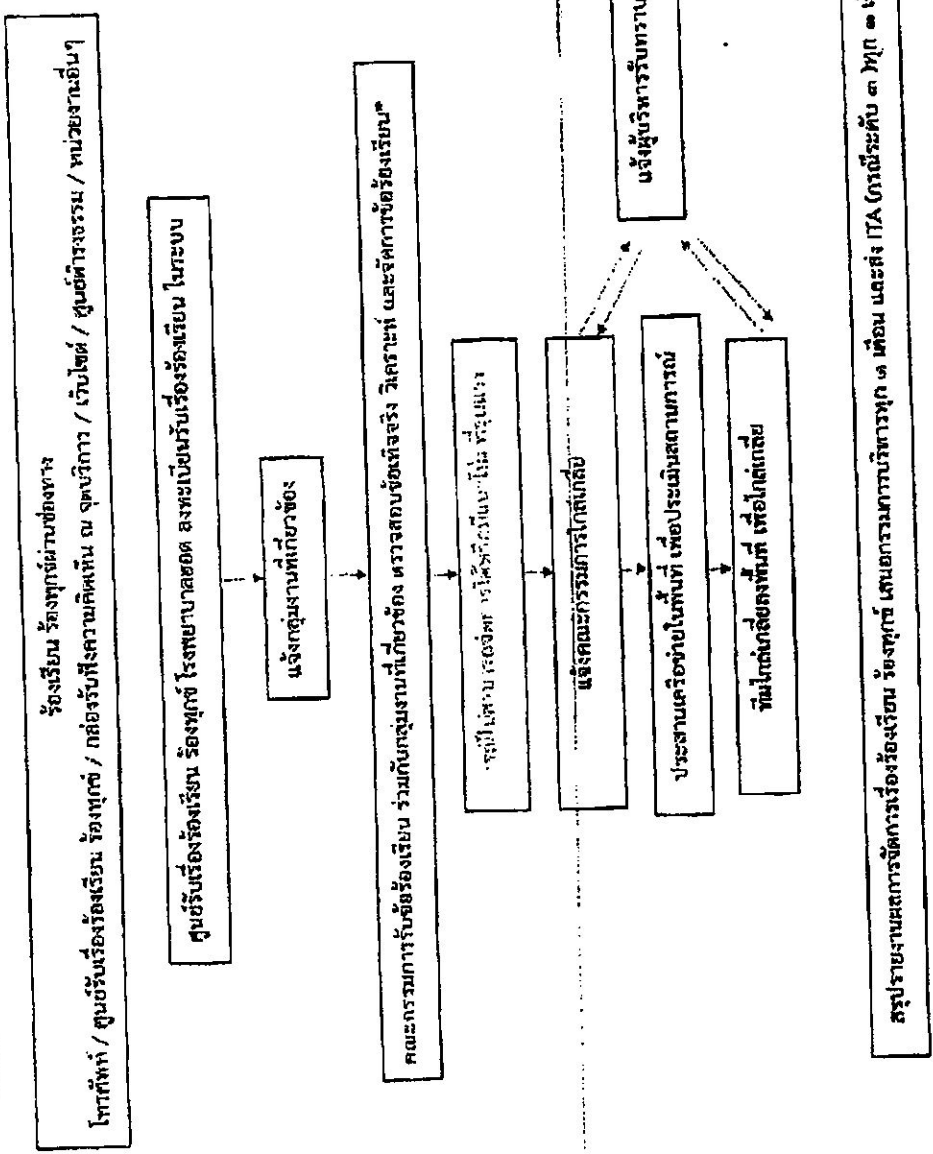 ร้องเรียน ร้องทุกข์ผ่านช่องทาง
โทรศัพท์ / ศูนย์รับเรื่องร้องเรียน ร้องทุกข์ / กล่องรับฟังความคิดเห็น ณ จุดบริการ / เว็บไซต์ / ศูนย์ดำรงธรรม / หน่วยงานอื่นๆ
ศูนย์รับเรื่องร้องเรียน ร้องทุกข์ โรงพยาบาลฮอด ลงทะเบียนรับเรื่องร้องเรียน ในระบบ
แจ้งกลุ่มงานที่เกี่ยวข้อง
คณะกรรมการรับข้อร้องเรียน ร่วมกับกลุ่มงานที่เกี่ยวข้อง ตรวจสอบข้อเท็จจริง วิเคราะห์ และจัดการข้อร้องเรียน*
แจ้งคณะกรรมการไกล่เกลี่ย
แจ้งผู้บริหารรับทราบ
ประสานเครือข่ายในพื้นที่ เพื่อประเมินสถานการณ์
ทีมไกล่เกลี่ยลงพื้นที่ เพื่อไกล่เกลี่ย
สรุปรายงานผลการจัดการเรื่องร้องเรียน ร้องทุกข์ เสนอกรรมการบริหารทุก ๑ เดือน และส่ง ITA (กรณีระดับ ๓ )ทุก ๑